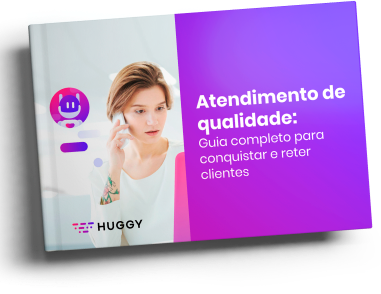 Atendimento de
qualidade:
Guia completo para
conquistar e reter
clientes
HUGGY